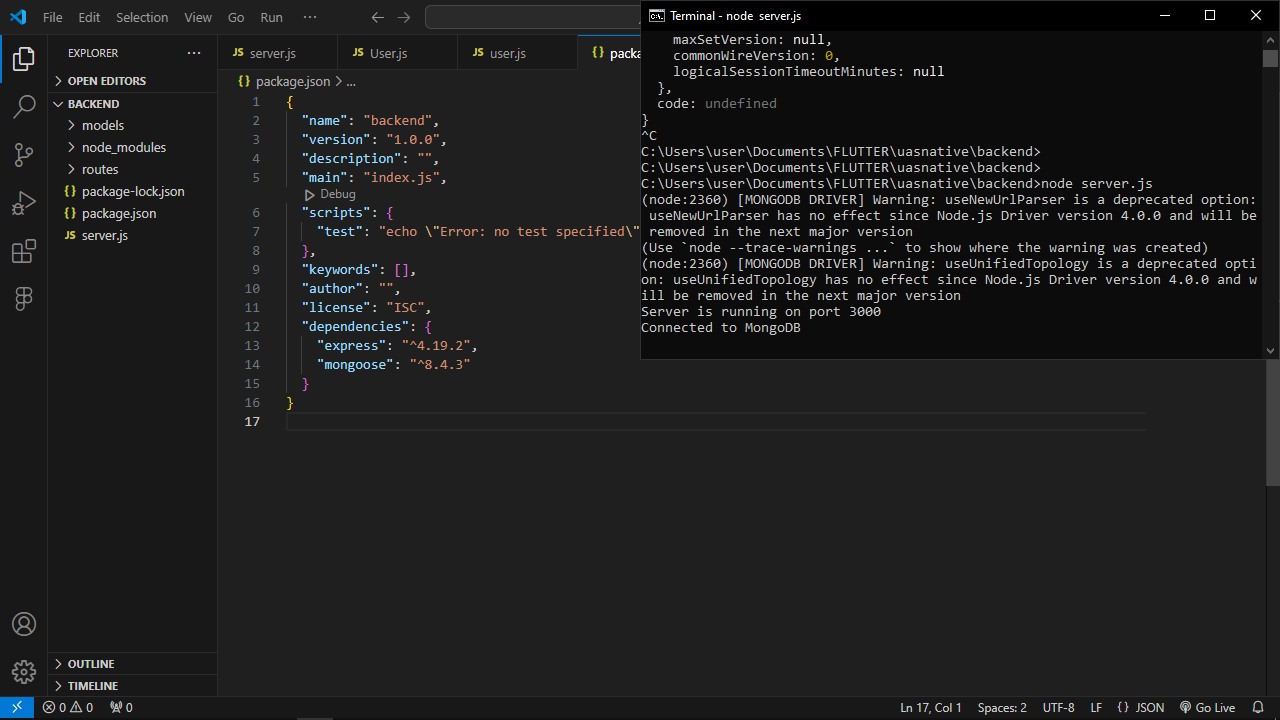 File Edit Selection View Go Run ...
Terminal - node server.js
EXPLORER ...
OPEN EDITORS
BACKEND
models
node_modules
routes
{} package-lock.json
{} package.json
JS server.js
OUTLINE
TIMELINE
JS server.js
JS User.js
JS user.js
{} packa
{} package.json > ...
1 {
2 "name": "backend",
3 "version": "1.0.0",
4 "description": "",
5 "main": "index.js",
Debug
6 "scripts": {
7 "test": "echo \"Error: no test specified\"
8 },
9 "keywords": [],
10 "author": "",
11 "license": "ISC",
12 "dependencies": {
13 "express": "^4.19.2",
14 "mongoose": "^8.4.3"
15 }
16 }
17
maxSetVersion: null,
commonWireVersion: 0,
logicalSessionTimeoutMinutes: null
},
code: undefined
}
^C
C:\Users\user\Documents\FLUTTER\uasnative\backend>
C:\Users\user\Documents\FLUTTER\uasnative\backend>
C:\Users\user\Documents\FLUTTER\uasnative\backend>node server.js
(node:2360) [MONGODB DRIVER] Warning: useNewUrlParser is a deprecated option:
useNewUrlParser has no effect since Node.js Driver version 4.0.0 and will be
removed in the next major version
(Use `node --trace-warnings ...` to show where the warning was created)
(node:2360) [MONGODB DRIVER] Warning: useUnifiedTopology is a deprecated opti
on: useUnifiedTopology has no effect since Node.js Driver version 4.0.0 and w
ill be removed in the next major version
Server is running on port 3000
Connected to MongoDB
0 0 0
Ln 17, Col 1 Spaces: 2 UTF-8 LF {} JSON Go Live